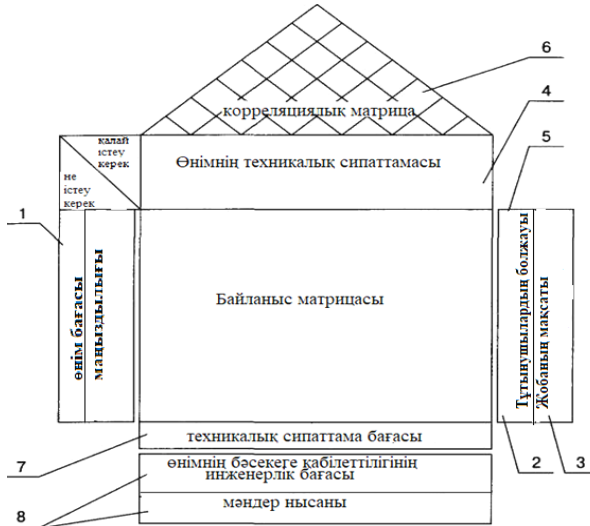 6
корреляциялық матрица
4
қалай
істеу
керек
не
істеу
керек
Өнімнің техникалық сипаттамасы
5
1
өнім бағасы
маңыздылығы
Байланыс матрицасы
Тұтынушылардың болжауы
Жобаның мақсаты
техникалық сипаттама бағасы
7
2
3
өнімнің бәсекеге қабілеттілігінің
инженерлік бағасы
мәндер нысаны
8